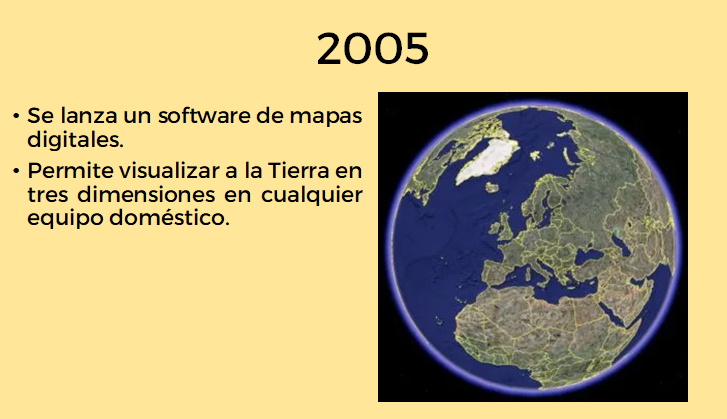 2005
• Se lanza un software de mapas
digitales.
• Permite visualizar a la Tierra en
tres dimensiones en cualquier
equipo doméstico.